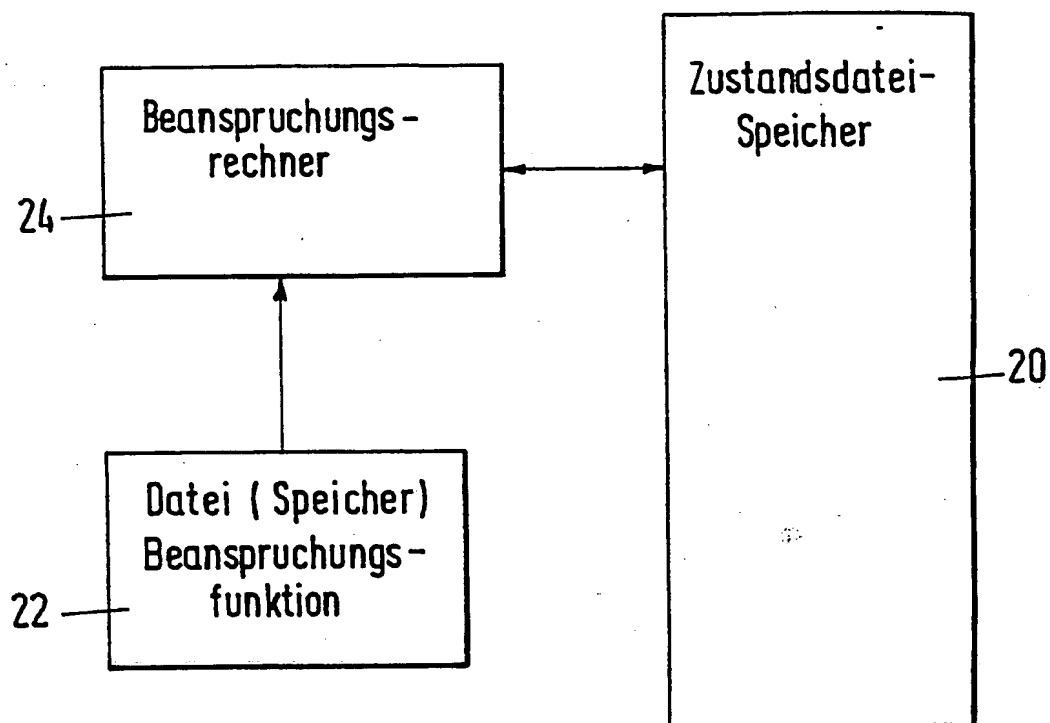 Beanspruchungs-
rechner
24
Zustandsdatei-
Speicher
20
Datei (Speicher)
Beanspruchungs-
funktion
22